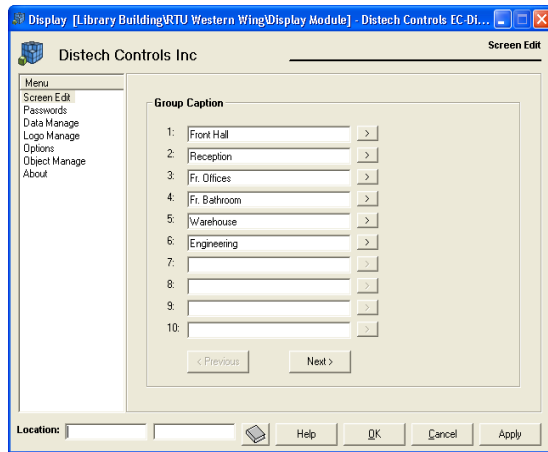 Display [Library Building\RTU Western Wing\Display Module] - Distech Controls EC-Di...
Distech Controls Inc
Screen Edit
Menu
Screen Edit
Passwords
Data Manage
Logo Manage
Options
Object Manage
About
Group Caption
1: Front Hall >
2: Reception >
3: Fr. Offices >
4: Fr. Bathroom >
5: Warehouse >
6: Engineering >
7: >
8: >
9: >
10: >
< Previous Next >
Location: Help OK Cancel Apply